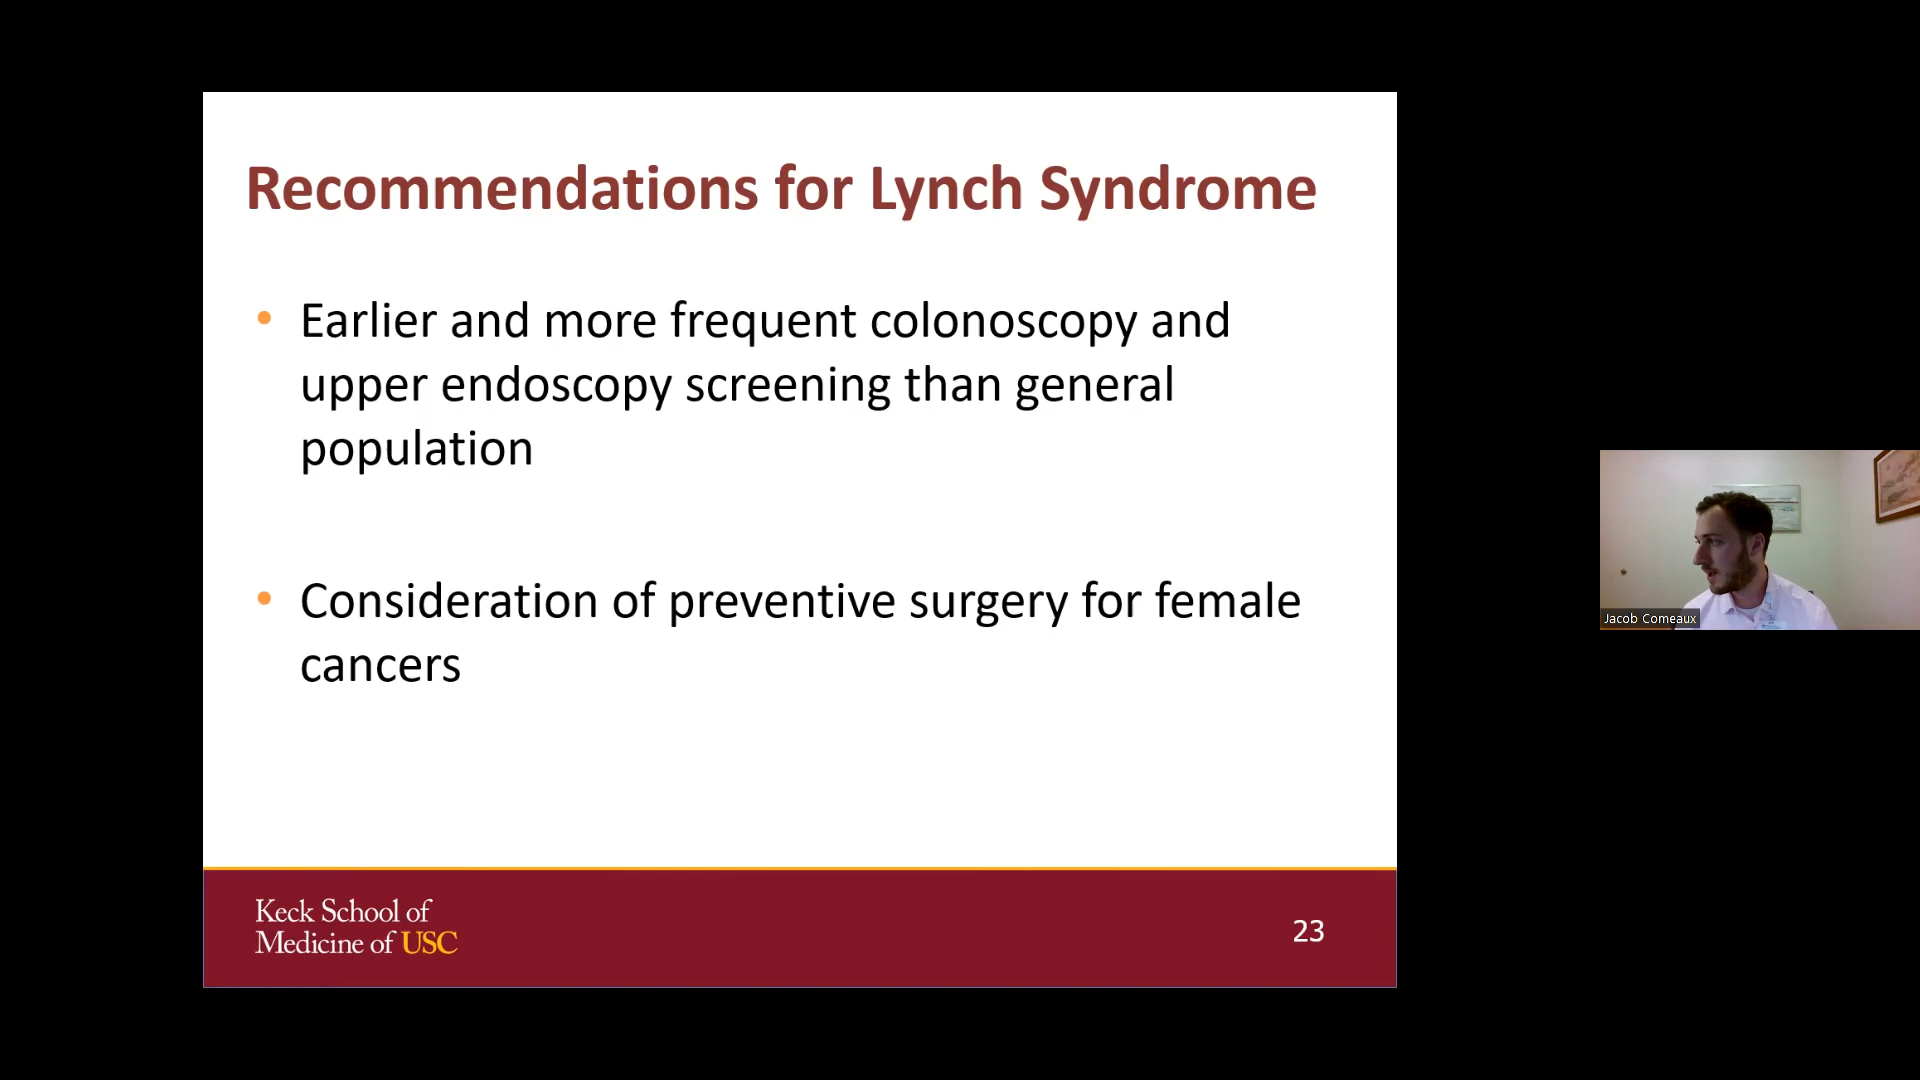 Recommendations for Lynch Syndrome
• Earlier and more frequent colonoscopy and
upper endoscopy screening than general
population
• Consideration of preventive surgery for female
cancers
Keck School of
Medicine of USC
23
Jacob Comeaux